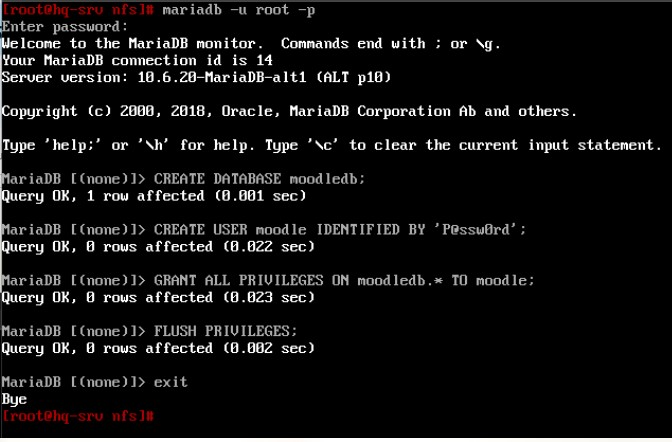 [root@hq-srv nfs]# mariadb -u root -p
Enter password:
Welcome to the MariaDB monitor.  Commands end with ; or \g.
Your MariaDB connection id is 14
Server version: 10.6.20-MariaDB-alt1 (ALT p10)
Copyright (c) 2000, 2018, Oracle, MariaDB Corporation Ab and others.
Type 'help;' or '\h' for help. Type '\c' to clear the current input statement.
MariaDB [(none)]> CREATE DATABASE moodledb;
Query OK, 1 row affected (0.001 sec)
MariaDB [(none)]> CREATE USER moodle IDENTIFIED BY 'P@ssw0rd';
Query OK, 0 rows affected (0.022 sec)
MariaDB [(none)]> GRANT ALL PRIVILEGES ON moodledb.* TO moodle;
Query OK, 0 rows affected (0.023 sec)
MariaDB [(none)]> FLUSH PRIVILEGES;
Query OK, 0 rows affected (0.002 sec)
MariaDB [(none)]> exit
Bye
[root@hq-srv nfs]#